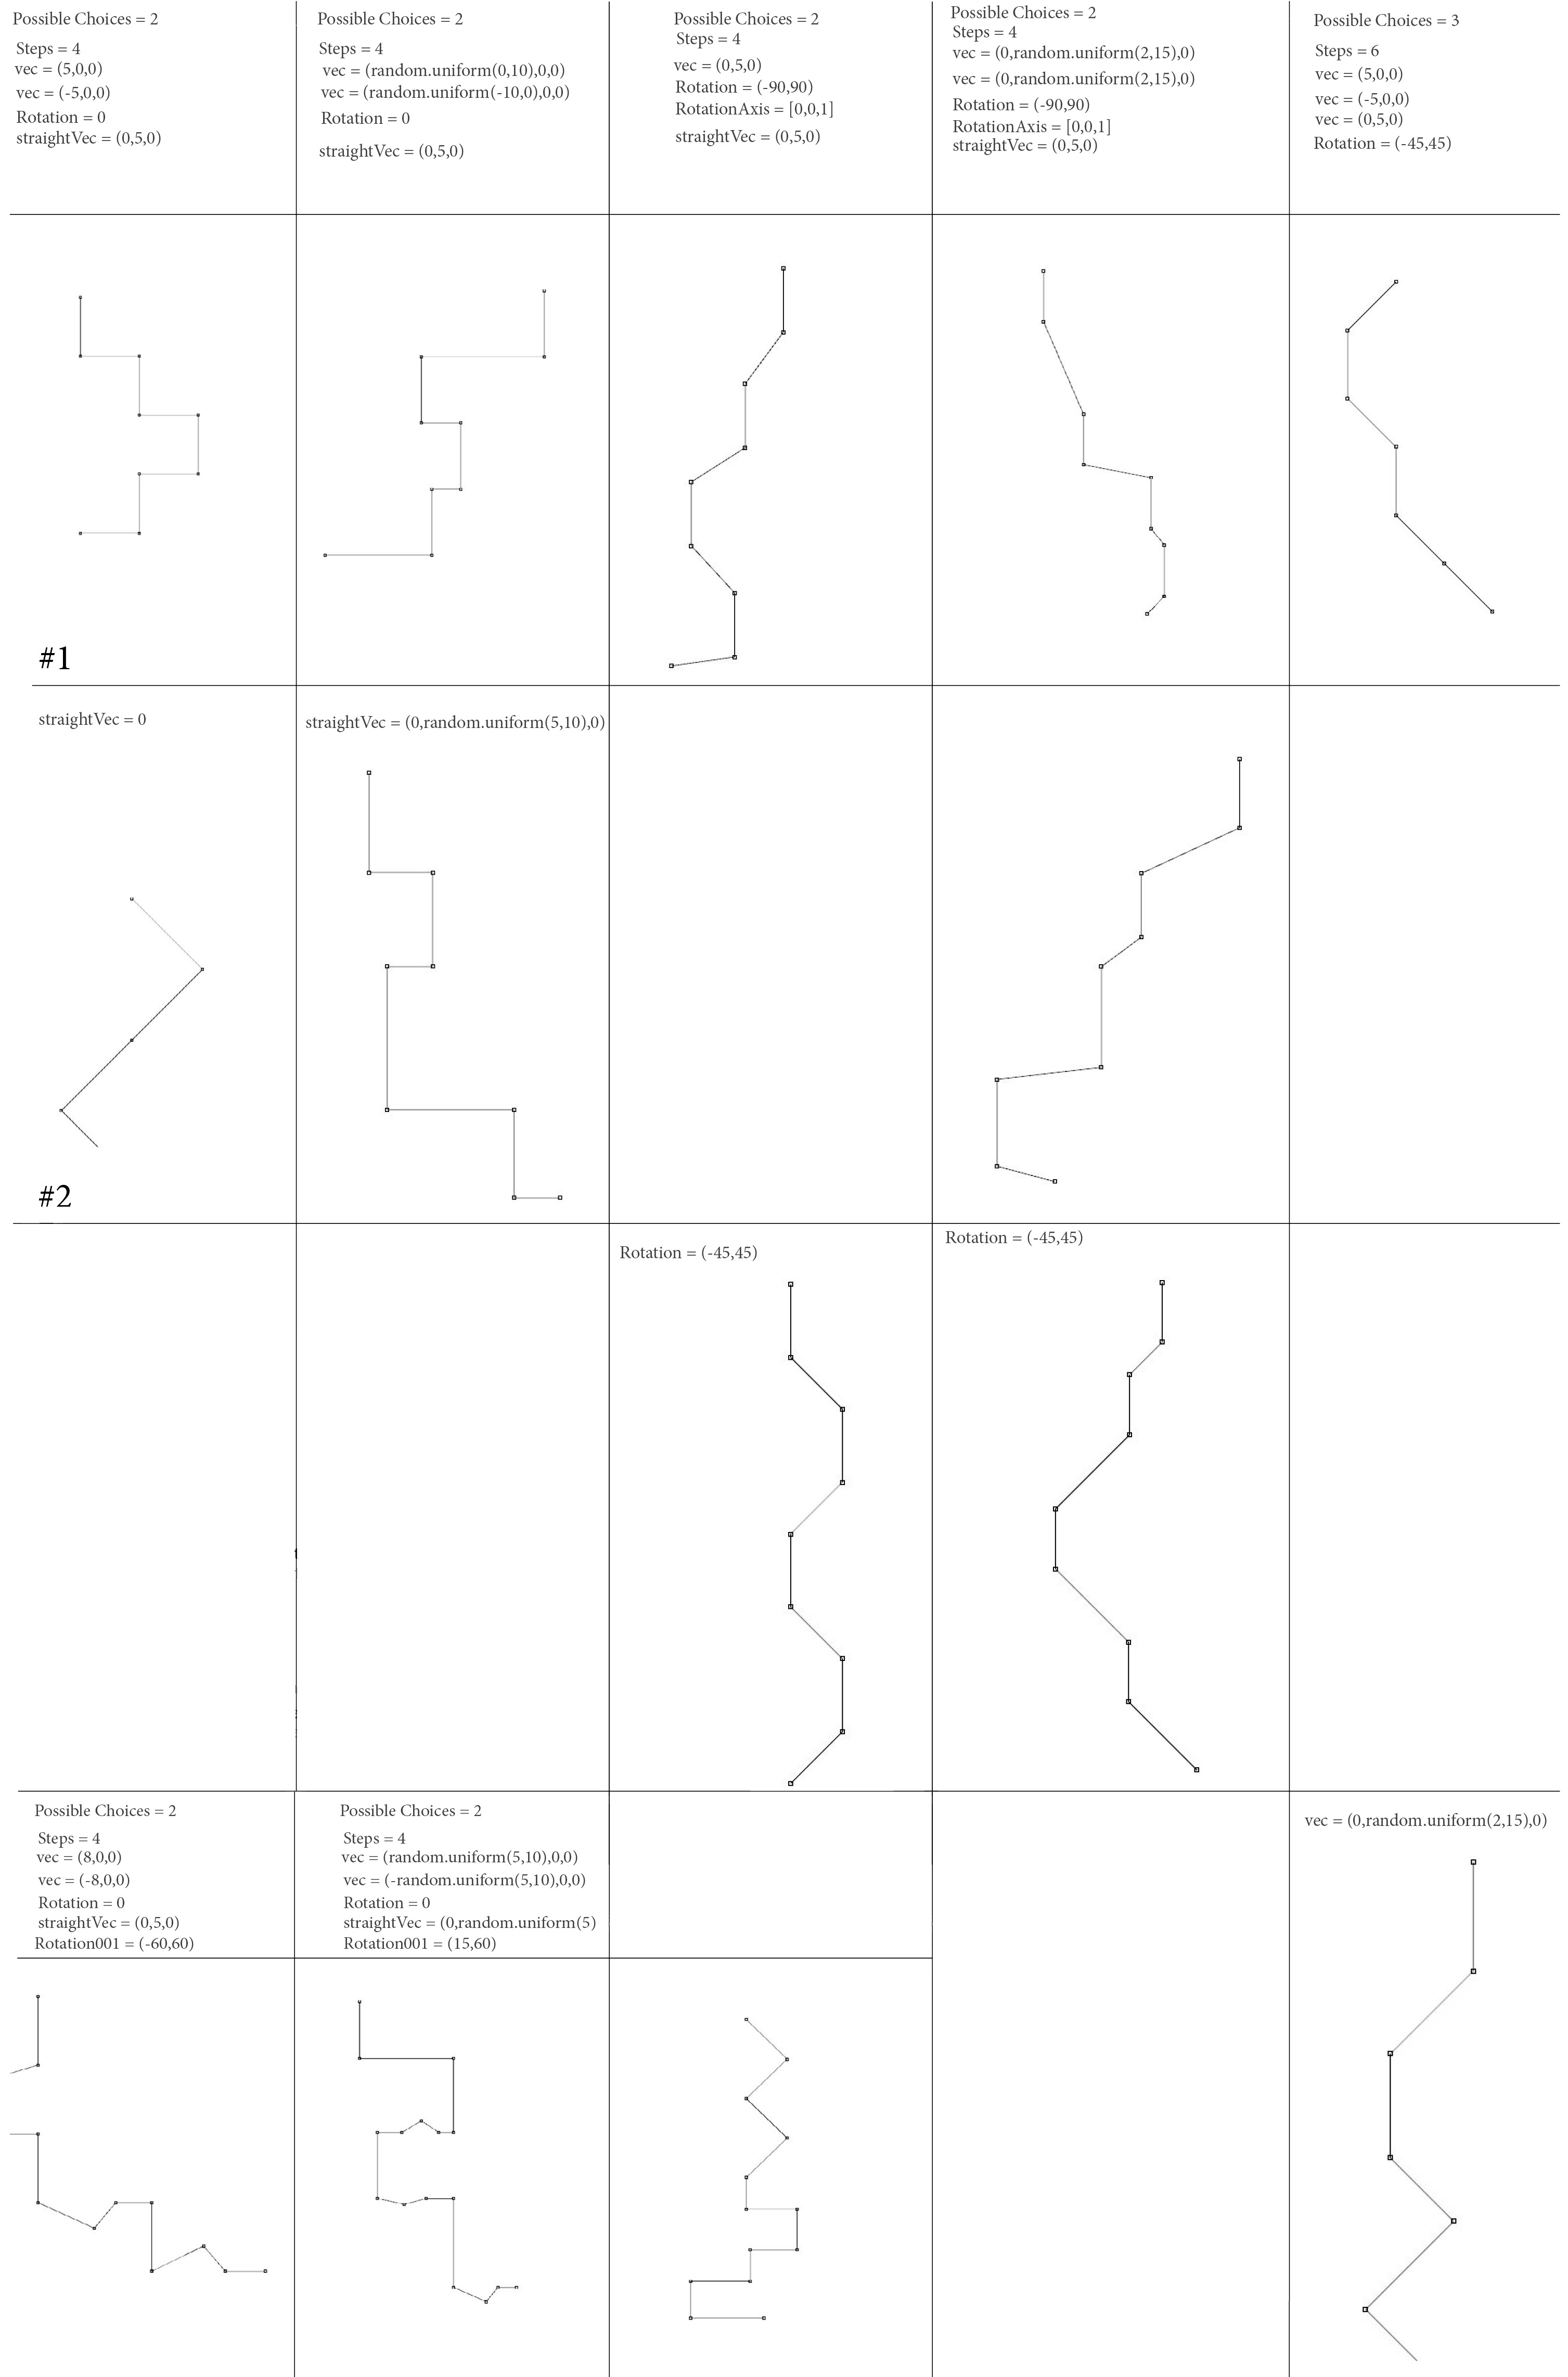 Possible Choices = 2
Steps = 4
vec = (5,0,0)
vec = (-5,0,0)
Rotation = 0
straightVec = (0,5,0)
Possible Choices = 2
Steps = 4
vec = (random.uniform(0,10),0,0)
vec = (random.uniform(-10,0),0,0)
Rotation = 0
straightVec = (0,5,0)
Possible Choices = 2
Steps = 4
vec = (0,5,0)
Rotation = (-90,90)
RotationAxis = [0,0,1]
straightVec = (0,5,0)
Possible Choices = 2
Steps = 4
vec = (0,random.uniform(2,15),0)
vec = (0,random.uniform(2,15),0)
Rotation = (-90,90)
RotationAxis = [0,0,1]
straightVec = (0,5,0)
Possible Choices = 3
Steps = 6
vec = (5,0,0)
vec = (-5,0,0)
vec = (0,5,0)
Rotation = (-45,45)
#1
straightVec = 0
straightVec = (0,random.uniform(5,10),0)
#2
Rotation = (-45,45)
Rotation = (-45,45)
Possible Choices = 2
Steps = 4
vec = (8,0,0)
vec = (-8,0,0)
Rotation = 0
straightVec = (0,5,0)
Rotation001 = (-60,60)
Possible Choices = 2
Steps = 4
vec = (random.uniform(5,10),0,0)
vec = (-random.uniform(5,10),0,0)
Rotation = 0
straightVec = (0,random.uniform(5)
Rotation001 = (15,60)
vec = (0,random.uniform(2,15),0)